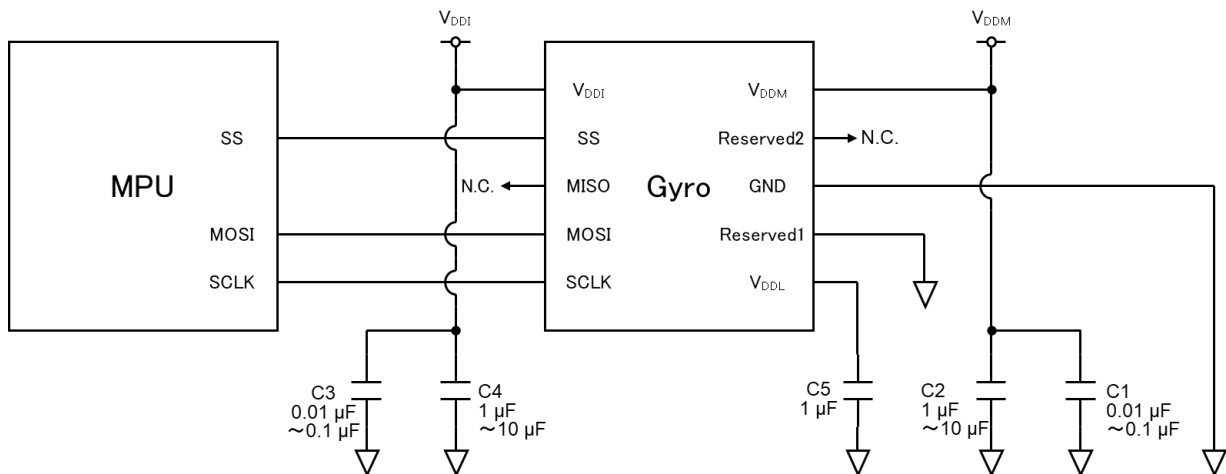 VDDI
VDDM
VDDI
VDDM
SS
SS
Reserved2
N.C.
MPU
N.C.
MISO
Gyro
GND
MOSI
MOSI
Reserved1
SCLK
SCLK
VDDL
C3
0.01 µF
～0.1 µF
C4
1 µF
～10 µF
C5
1 µF
C2
1 µF
～10 µF
C1
0.01 µF
～0.1 µF